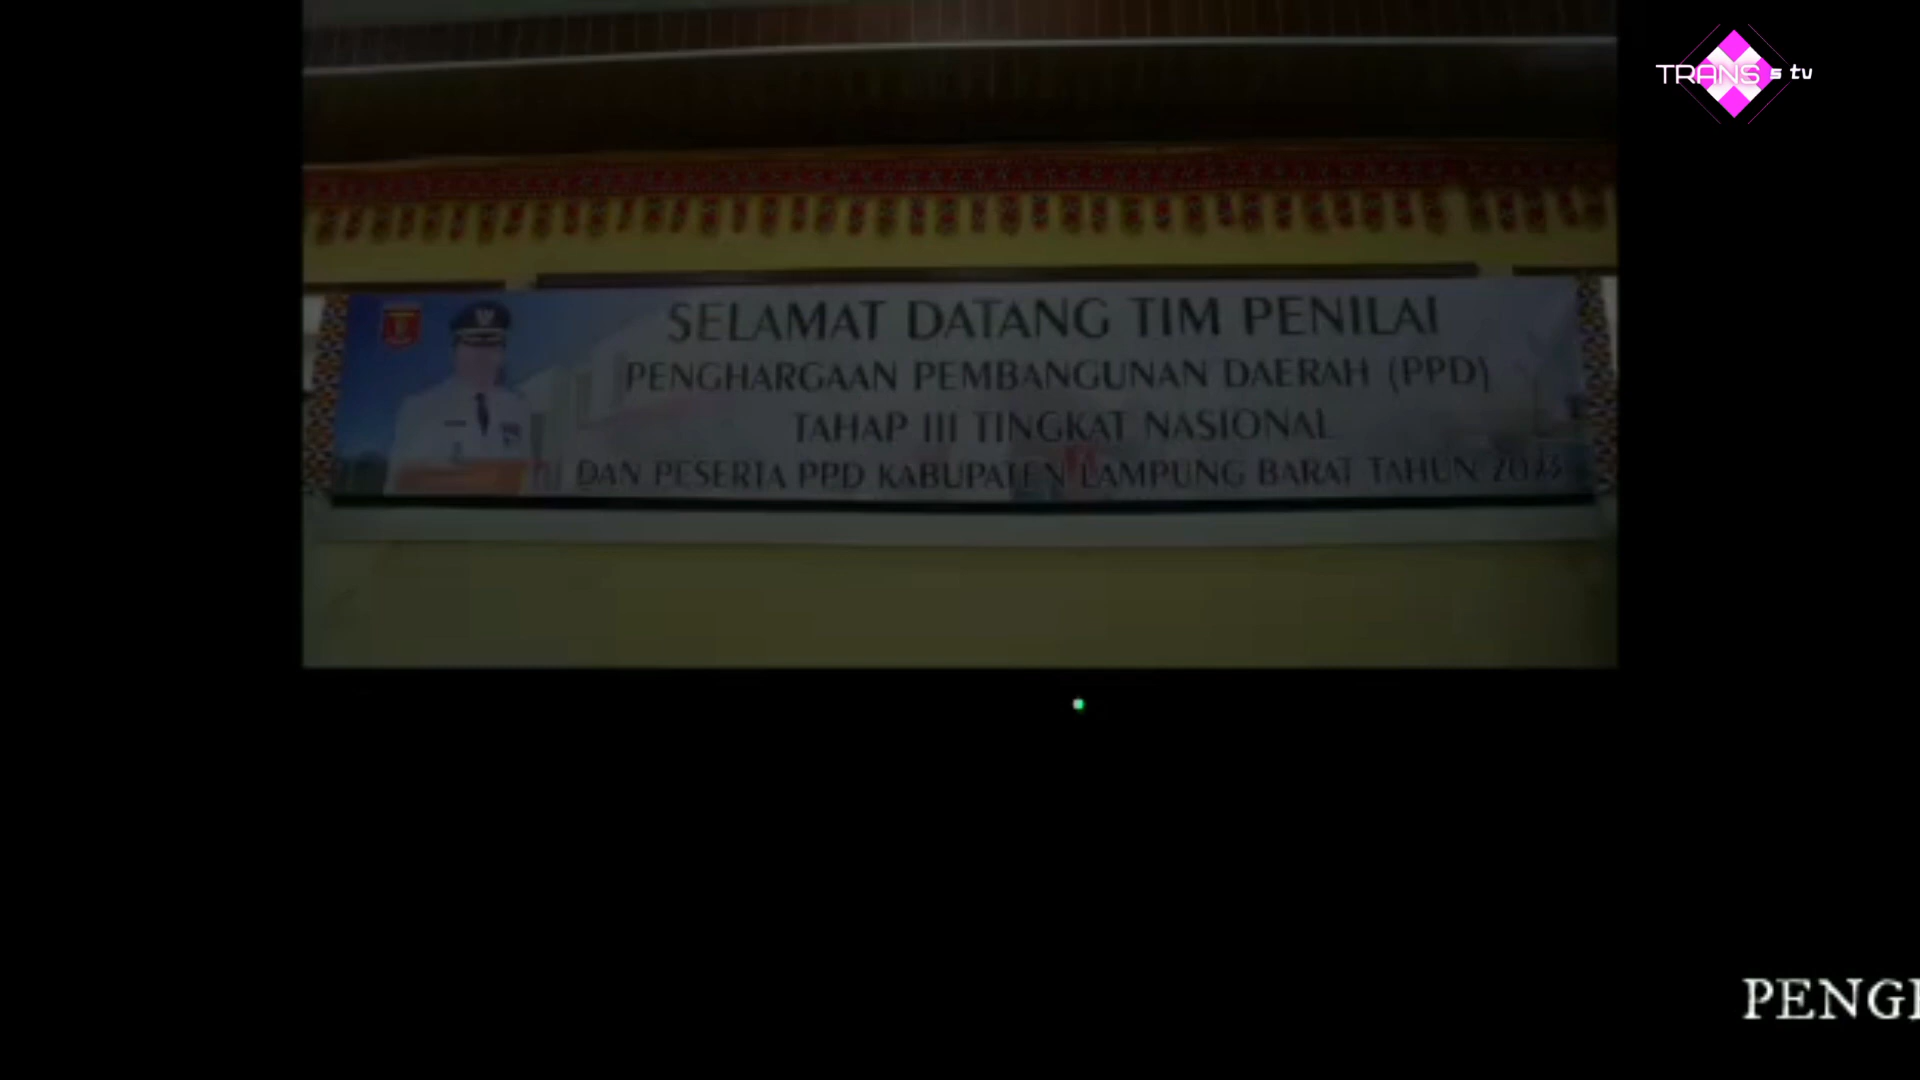 TRANS s tv
SELAMAT DATANG TIM PENILAI
PENGHARGAAN PEMBANGUNAN DAERAH (PPD)
TAHAP III TINGKAT NASIONAL
DAN PESERTA PPD KABUPATEN LAMPUNG BARAT TAHUN 2023
PENG